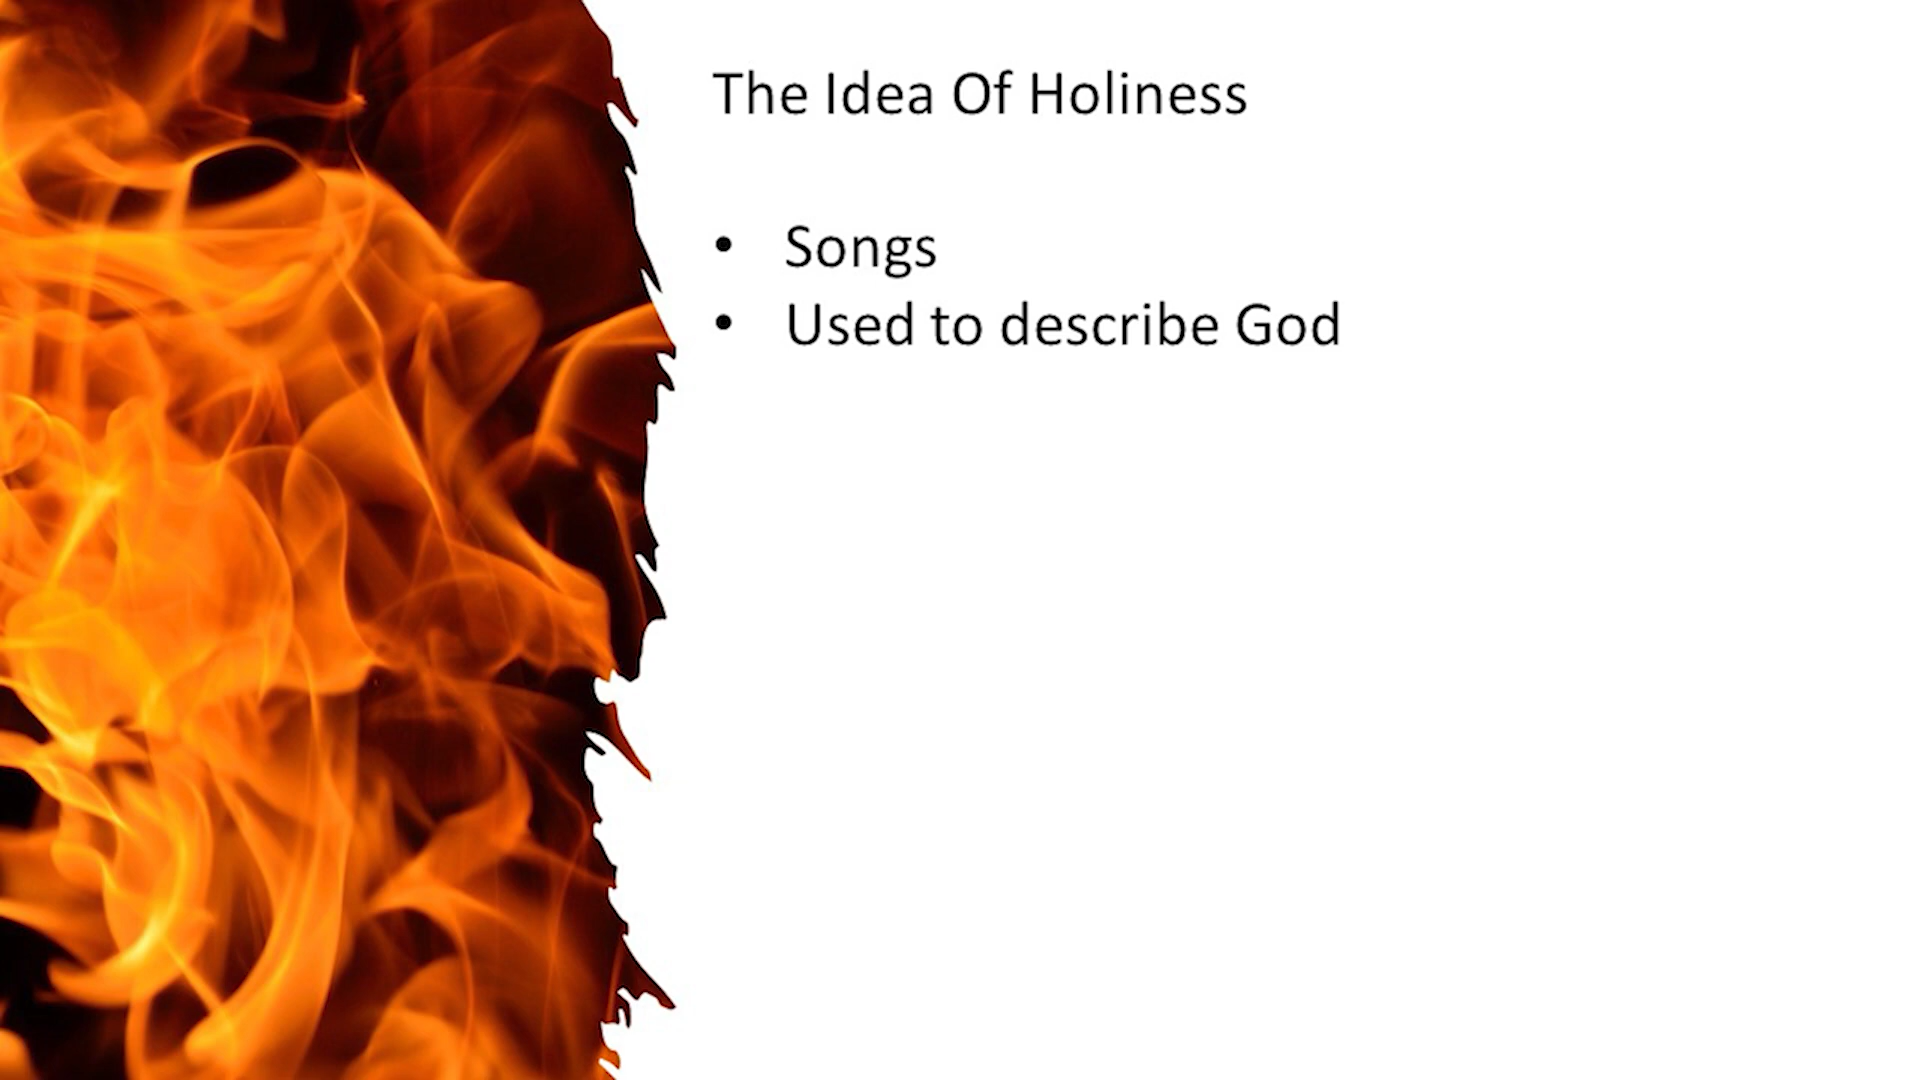 The Idea Of Holiness
• Songs
• Used to describe God